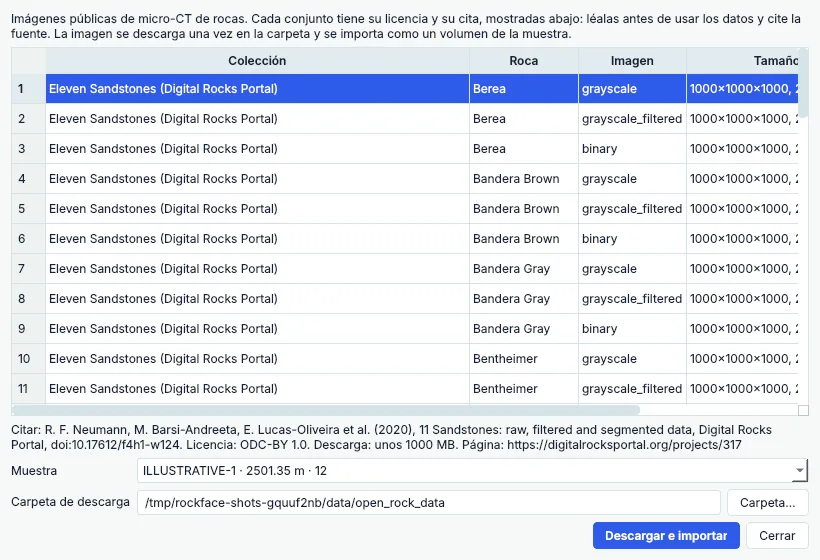 Imágenes públicas de micro-CT de rocas. Cada conjunto tiene su licencia y su cita, mostradas abajo: léalas antes de usar los datos y cite la
fuente. La imagen se descarga una vez en la carpeta y se importa como un volumen de la muestra.
Colección Roca Imagen Tamaño
1 Eleven Sandstones (Digital Rocks Portal) Berea grayscale 1000×1000×1000,
2 Eleven Sandstones (Digital Rocks Portal) Berea grayscale_filtered 1000×1000×1000,
3 Eleven Sandstones (Digital Rocks Portal) Berea binary 1000×1000×1000,
4 Eleven Sandstones (Digital Rocks Portal) Bandera Brown grayscale 1000×1000×1000,
5 Eleven Sandstones (Digital Rocks Portal) Bandera Brown grayscale_filtered 1000×1000×1000,
6 Eleven Sandstones (Digital Rocks Portal) Bandera Brown binary 1000×1000×1000,
7 Eleven Sandstones (Digital Rocks Portal) Bandera Gray grayscale 1000×1000×1000,
8 Eleven Sandstones (Digital Rocks Portal) Bandera Gray grayscale_filtered 1000×1000×1000,
9 Eleven Sandstones (Digital Rocks Portal) Bandera Gray binary 1000×1000×1000,
10 Eleven Sandstones (Digital Rocks Portal) Bentheimer grayscale 1000×1000×1000,
11 Eleven Sandstones (Digital Rocks Portal) Bentheimer grayscale_filtered 1000×1000×1000,
Citar: R. F. Neumann, M. Barsi-Andreeta, E. Lucas-Oliveira et al. (2020), 11 Sandstones: raw, filtered and segmented data, Digital Rocks
Portal, doi:10.17612/f4h1-w124. Licencia: ODC-BY 1.0. Descarga: unos 1000 MB. Página: https://digitalrocksportal.org/projects/317
Muestra ILLUSTRATIVE-1 · 2501.35 m · 12
Carpeta de descarga /tmp/rockface-shots-gquuf2nb/data/open_rock_data Carpeta...
Descargar e importar Cerrar